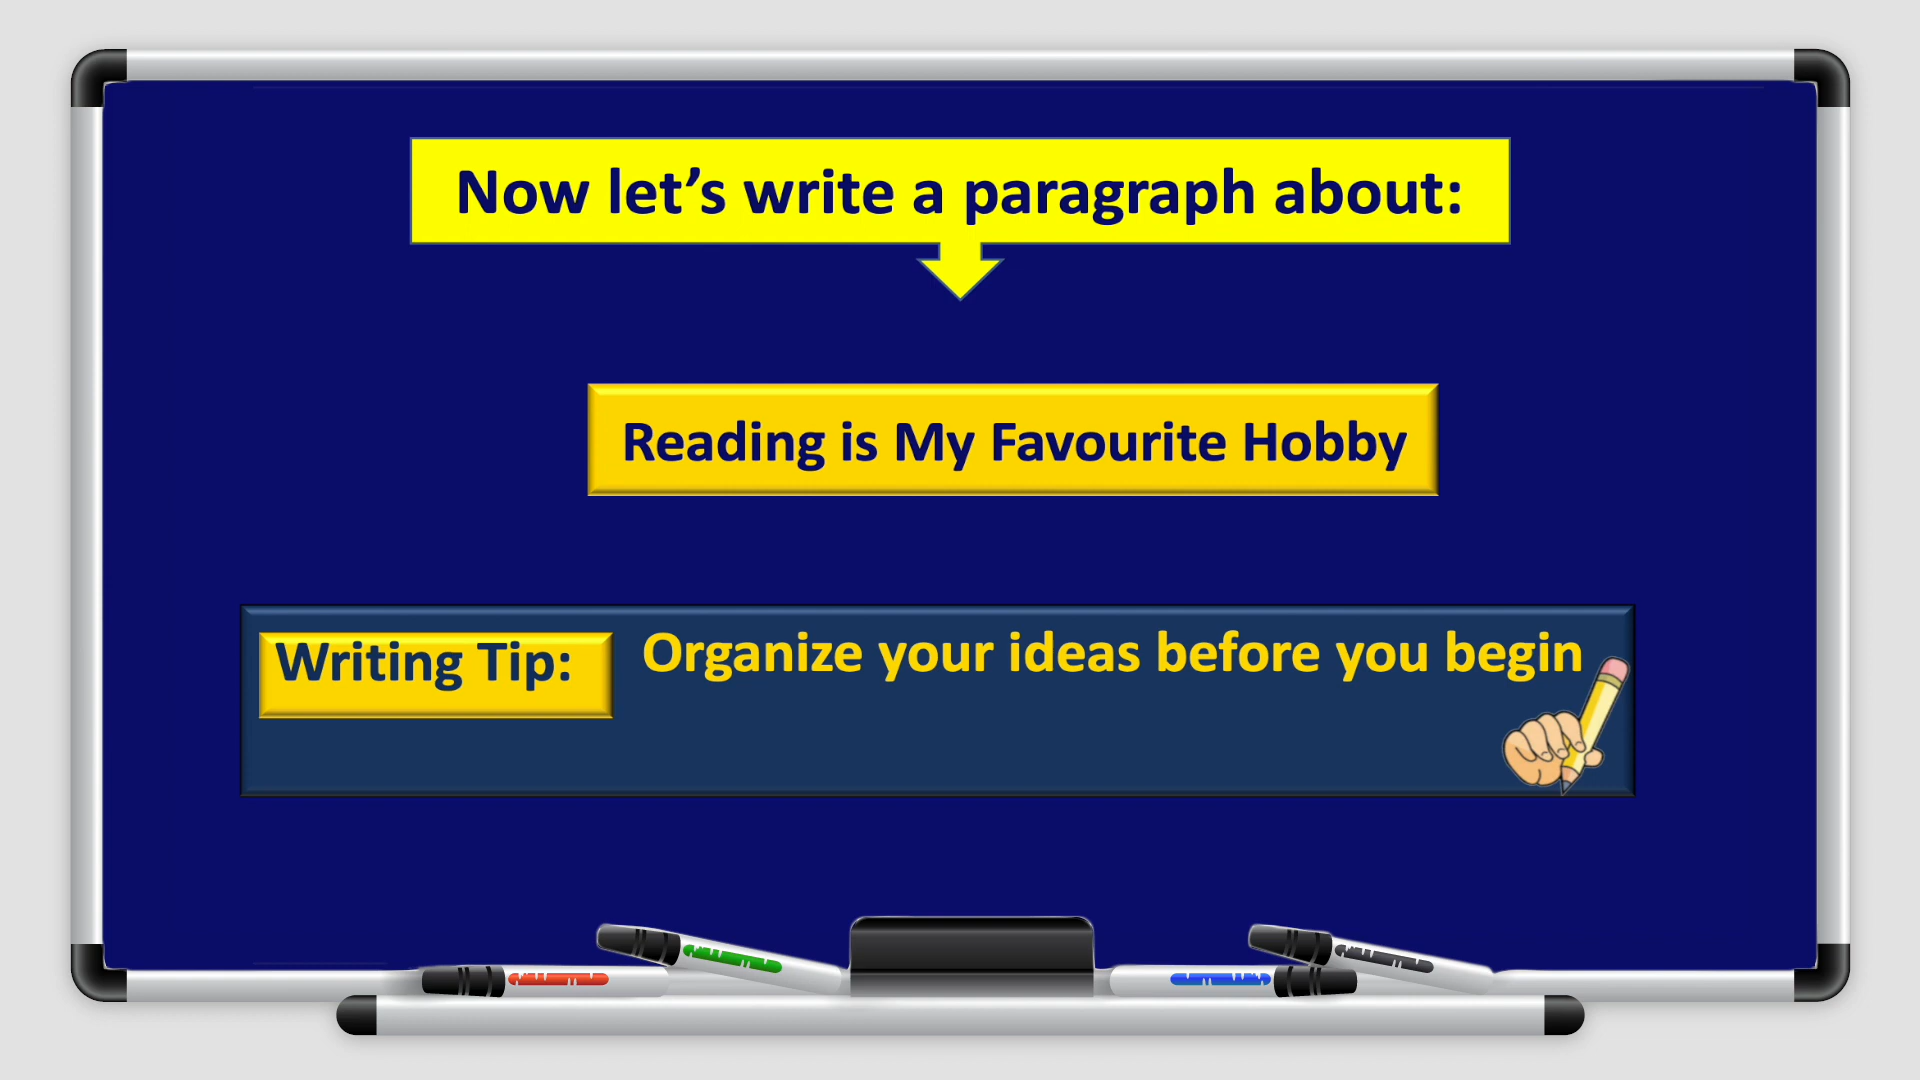 Now let’s write a paragraph about:
Reading is My Favourite Hobby
Writing Tip: Organize your ideas before you begin